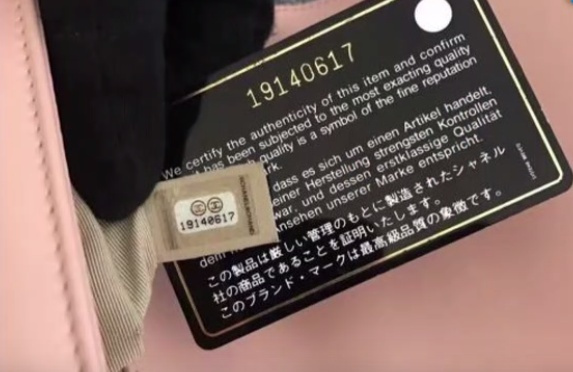 19140617
We certify the authenticity of this item and confirm
has been subjected to the most exacting quality
quality is a symbol of the fine reputation
dass es sich um einen Artikel handelt,
einer Herstellung strengsten Kontrollen
war, und dessen erstklassige Qualität
Ansehen unserer Marke entspricht.
この製品は厳しい管理のもとに製造されたシャネル
社の商品であることを証明いたします。
このブランド・マークは最高級品質の象徴です。
19140617